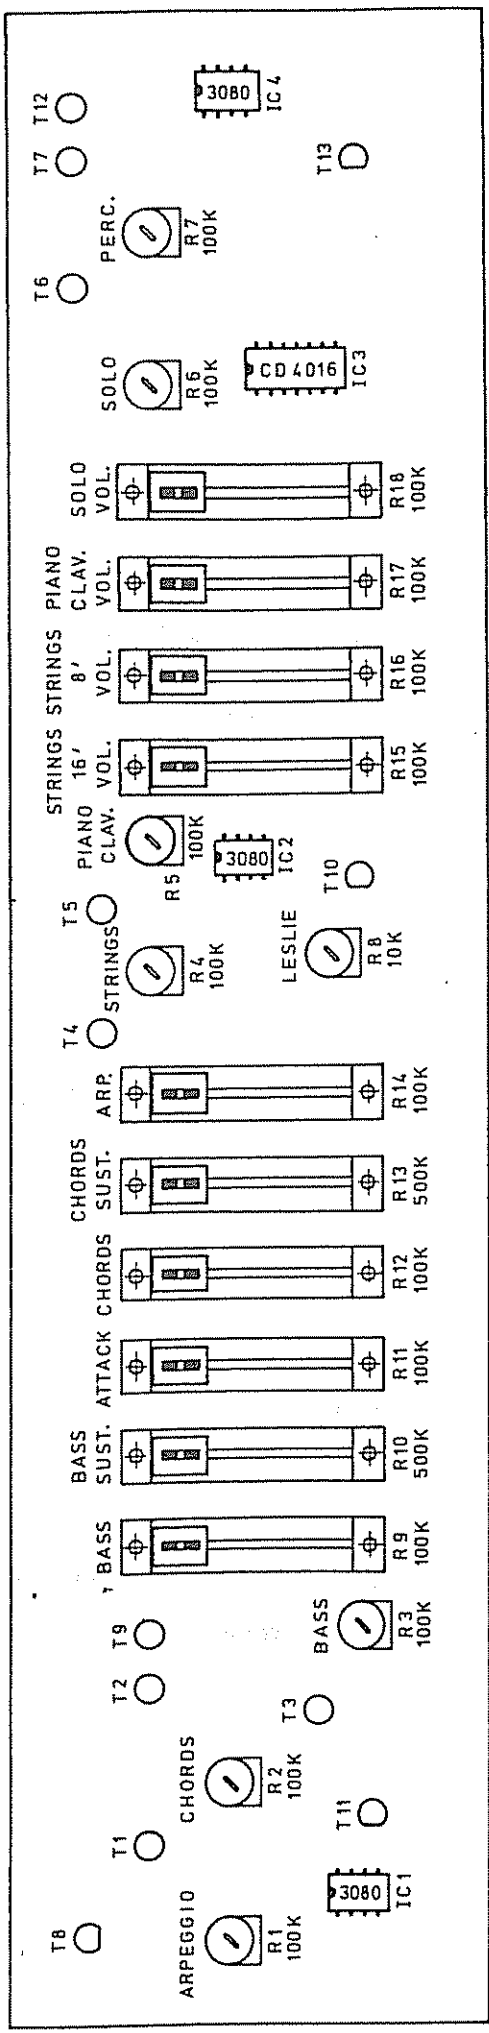 T8
ARPEGGIO
R1
100K
T1
CHORDS
R2
100K
3080
IC1
T11
T2
T9
T3
BASS
R3
100K
BASS
R9
100K
BASS
SUST.
R10
500K
ATTACK
R11
100K
CHORDS
R12
100K
CHORDS
SUST.
R13
500K
ARP.
R14
100K
T4
STRINGS
R4
100K
T5
LESLIE
R8
10K
PIANO
CLAV.
R5
100K
3080
IC2
T10
STRINGS
16'
VOL.
R15
100K
STRINGS
8'
VOL.
R16
100K
PIANO
CLAV.
VOL.
R17
100K
SOLO
VOL.
R18
100K
SOLO
R6
100K
CD 4016
IC3
T6
PERC.
R7
100K
T7
T12
T13
3080
IC4